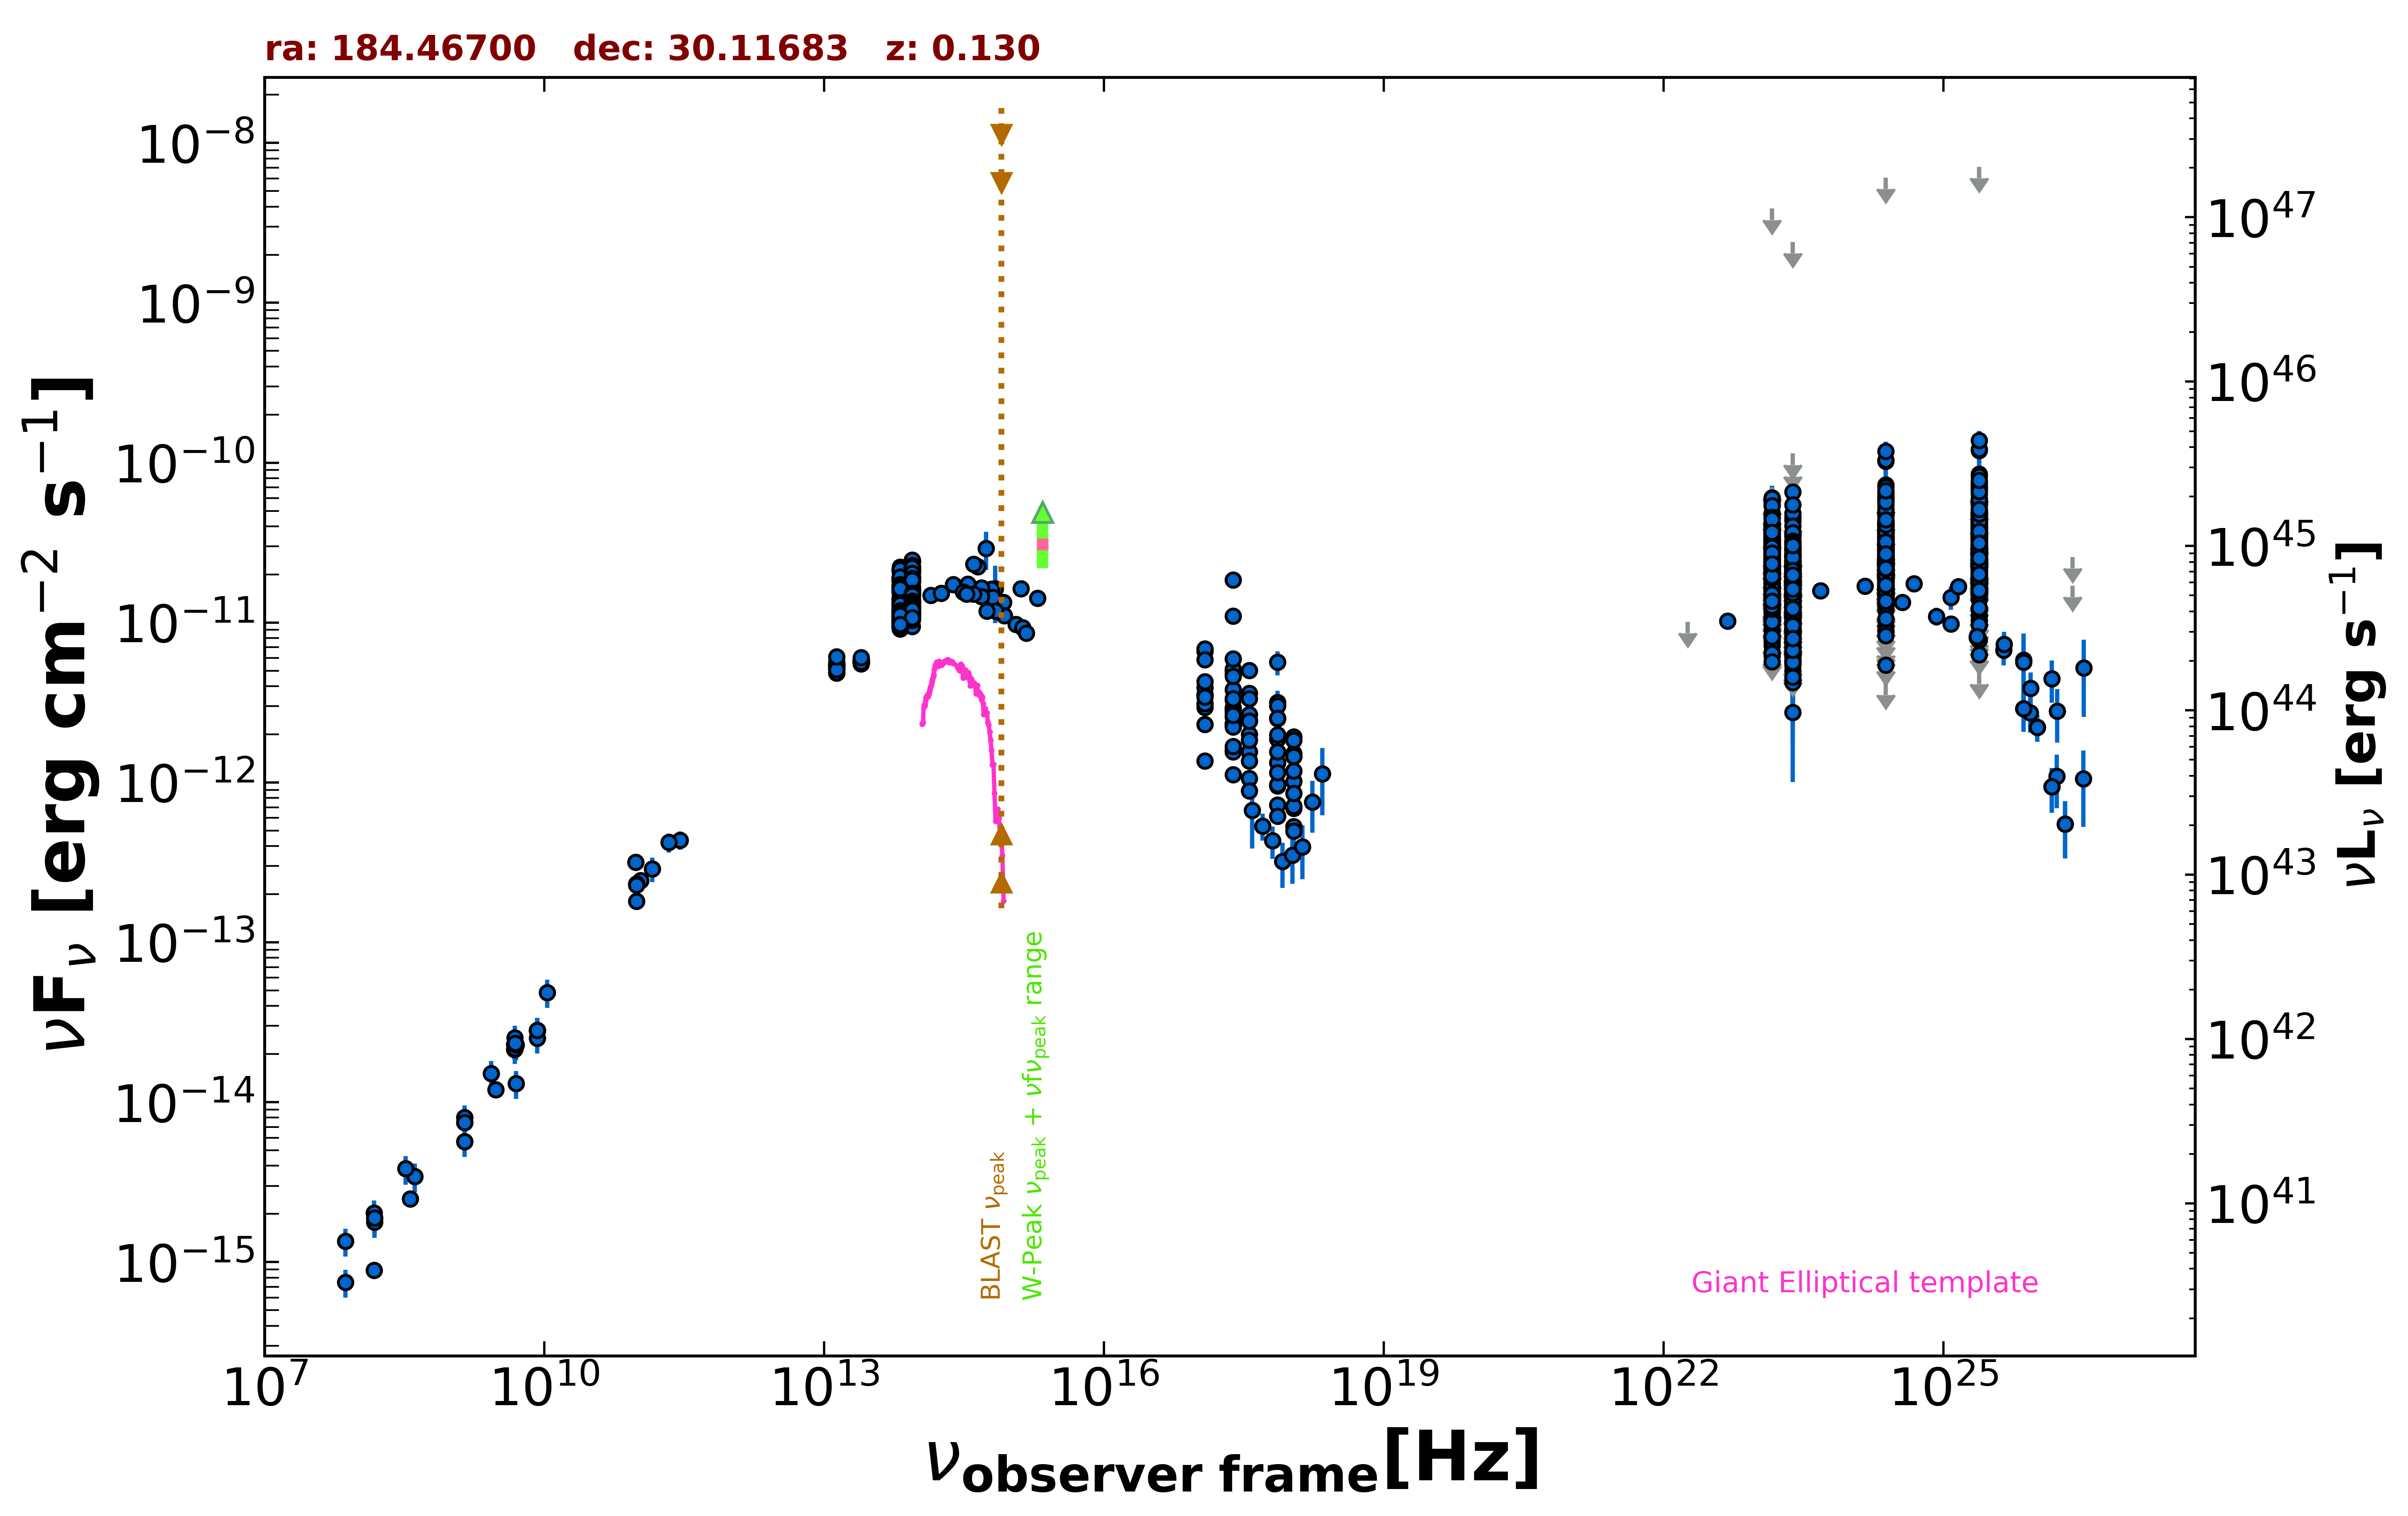 ra: 184.46700   dec: 30.11683   z: 0.130
10⁻⁸
10⁻⁹
10⁻¹⁰
10⁻¹¹
10⁻¹²
10⁻¹³
10⁻¹⁴
10⁻¹⁵
νFν [erg cm⁻² s⁻¹]
10⁴⁷
10⁴⁶
10⁴⁵
10⁴⁴
10⁴³
10⁴²
10⁴¹
νLν [erg s⁻¹]
BLAST νpeak
W-Peak νpeak + νfνpeak range
Giant Elliptical template
10⁷ 10¹⁰ 10¹³ 10¹⁶ 10¹⁹ 10²² 10²⁵
νobserver frame[Hz]